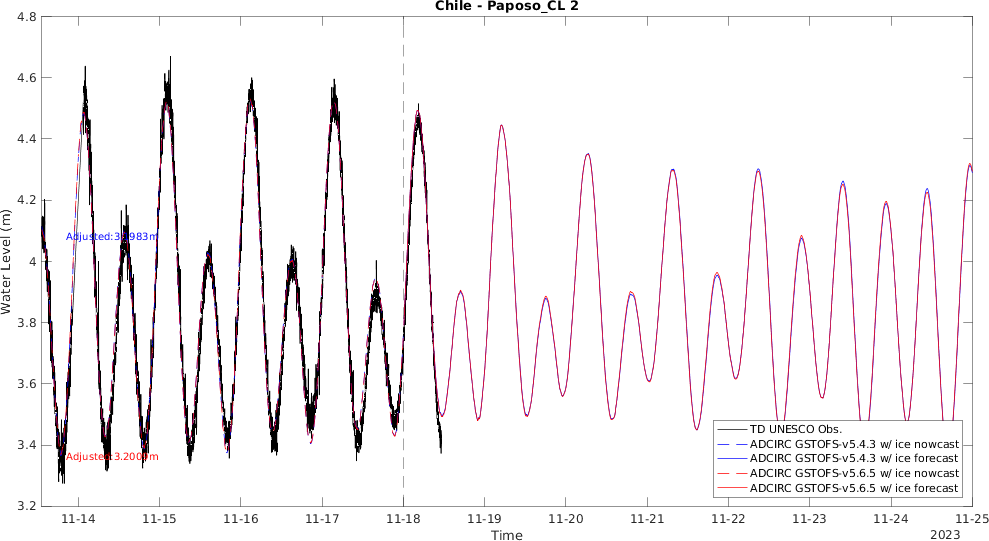 Chile - Paposo_CL 2
4.8
4.6
4.4
4.2
4
3.8
3.6
3.4
3.2
Water Level (m)
Adjusted:3.983m
Adjusted:3.2009m
TD UNESCO Obs.
ADCIRC GSTOFS-v5.4.3 w/ ice nowcast
ADCIRC GSTOFS-v5.4.3 w/ ice forecast
ADCIRC GSTOFS-v5.6.5 w/ ice nowcast
ADCIRC GSTOFS-v5.6.5 w/ ice forecast
11-14 11-15 11-16 11-17 11-18 11-19 11-20 11-21 11-22 11-23 11-24 11-25
Time
2023